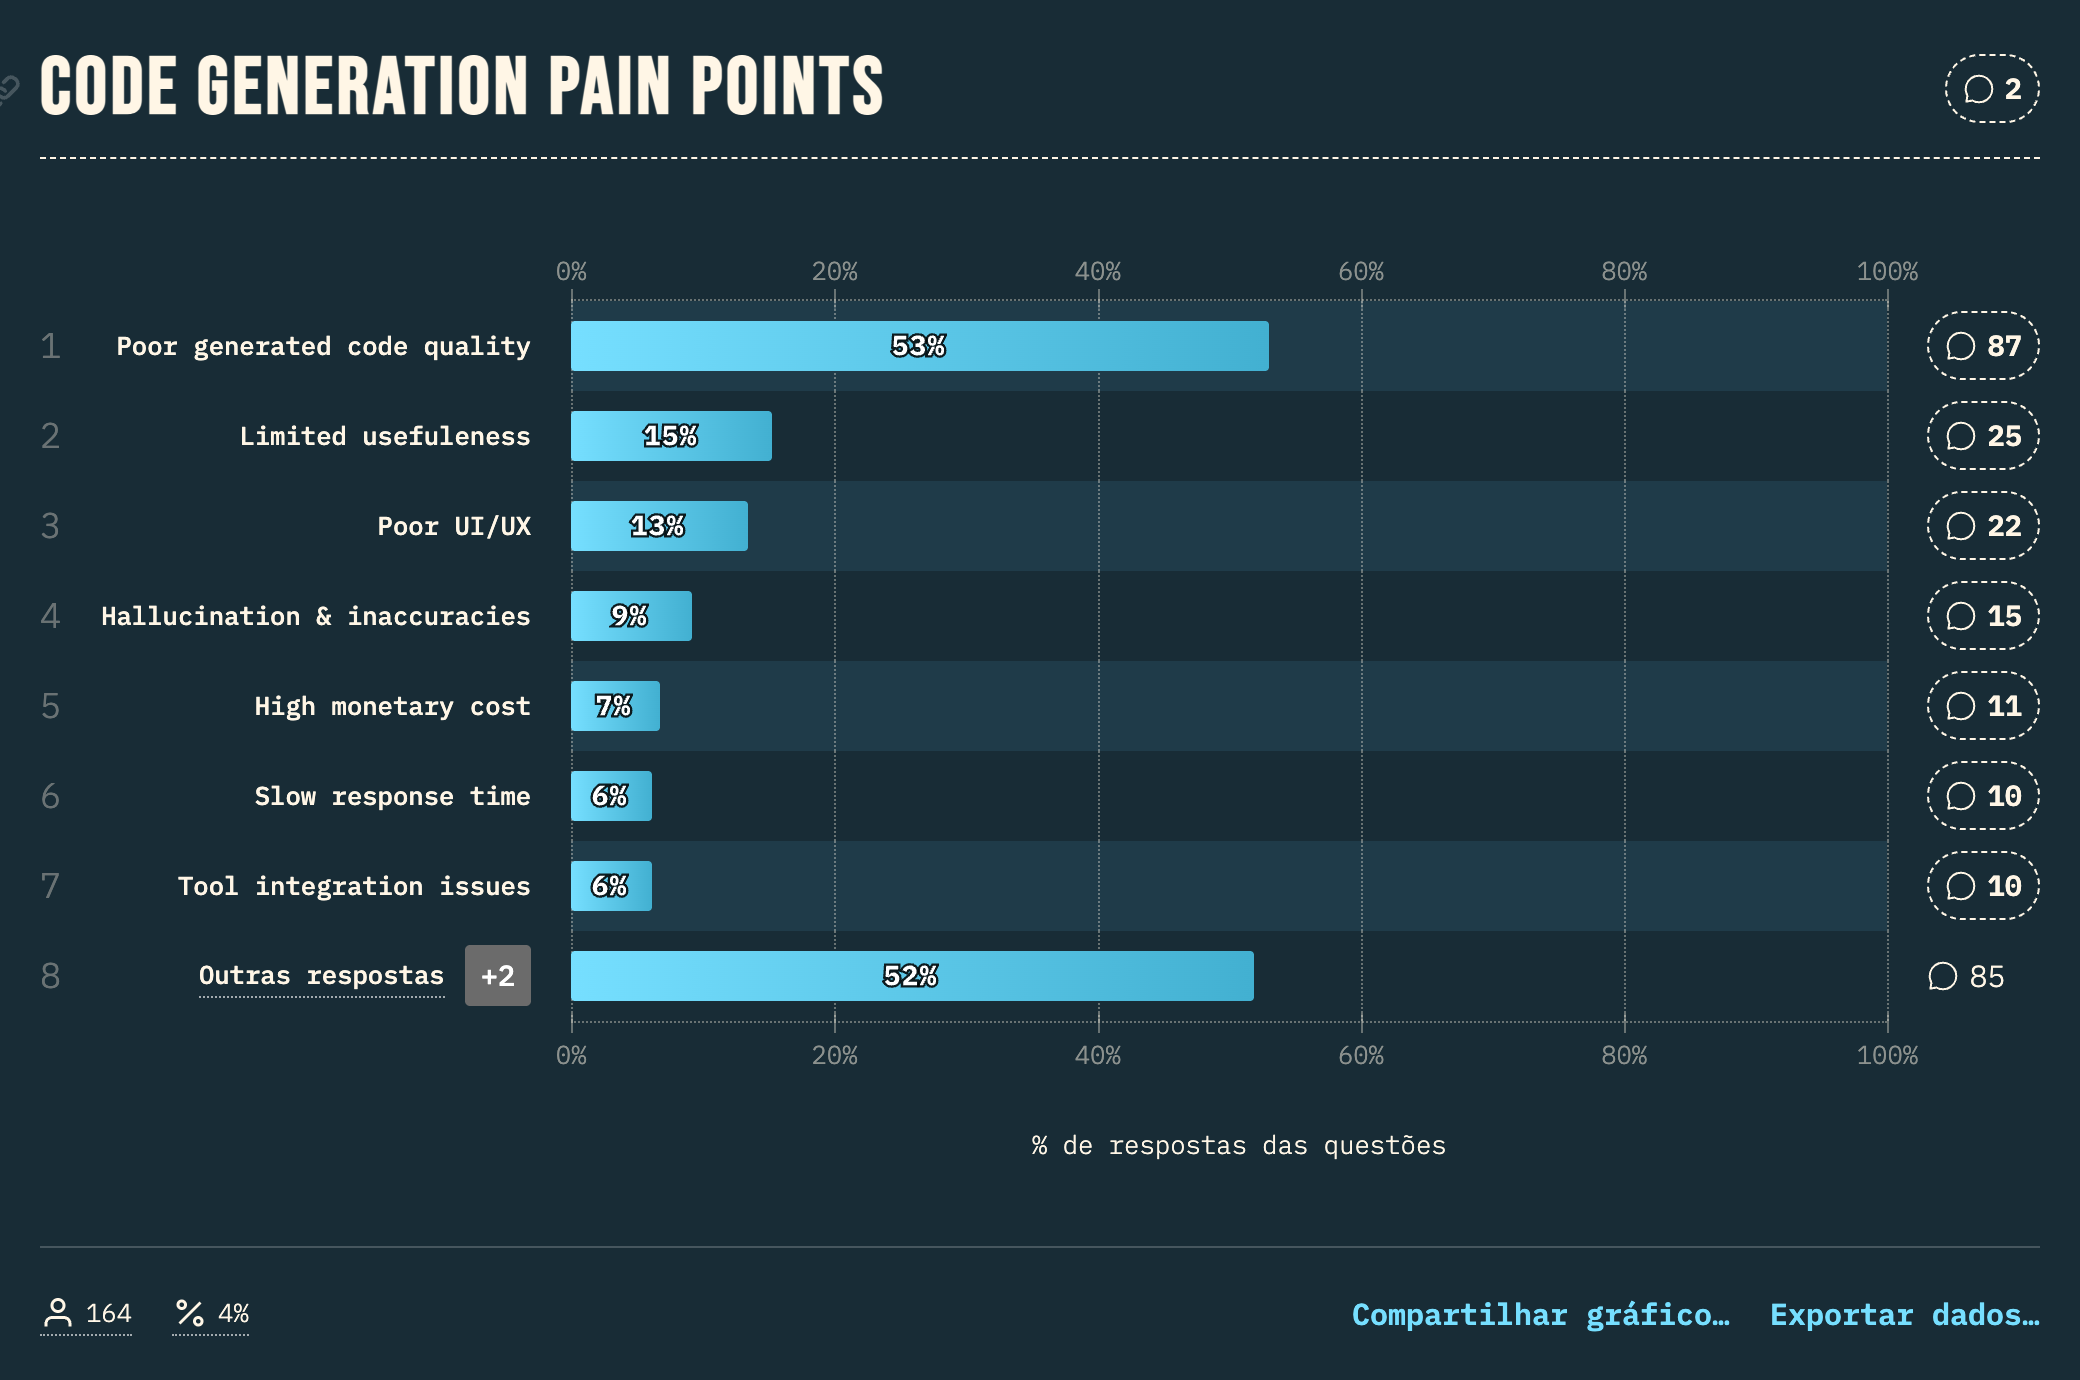 CODE GENERATION PAIN POINTS
2
0% 20% 40% 60% 80% 100%
1 Poor generated code quality 53% 87
2 Limited usefuleness 15% 25
3 Poor UI/UX 13% 22
4 Hallucination & inaccuracies 9% 15
5 High monetary cost 7% 11
6 Slow response time 6% 10
7 Tool integration issues 6% 10
8 Outras respostas +2 52% 85
0% 20% 40% 60% 80% 100%
% de respostas das questões
164 4% Compartilhar gráfico… Exportar dados…